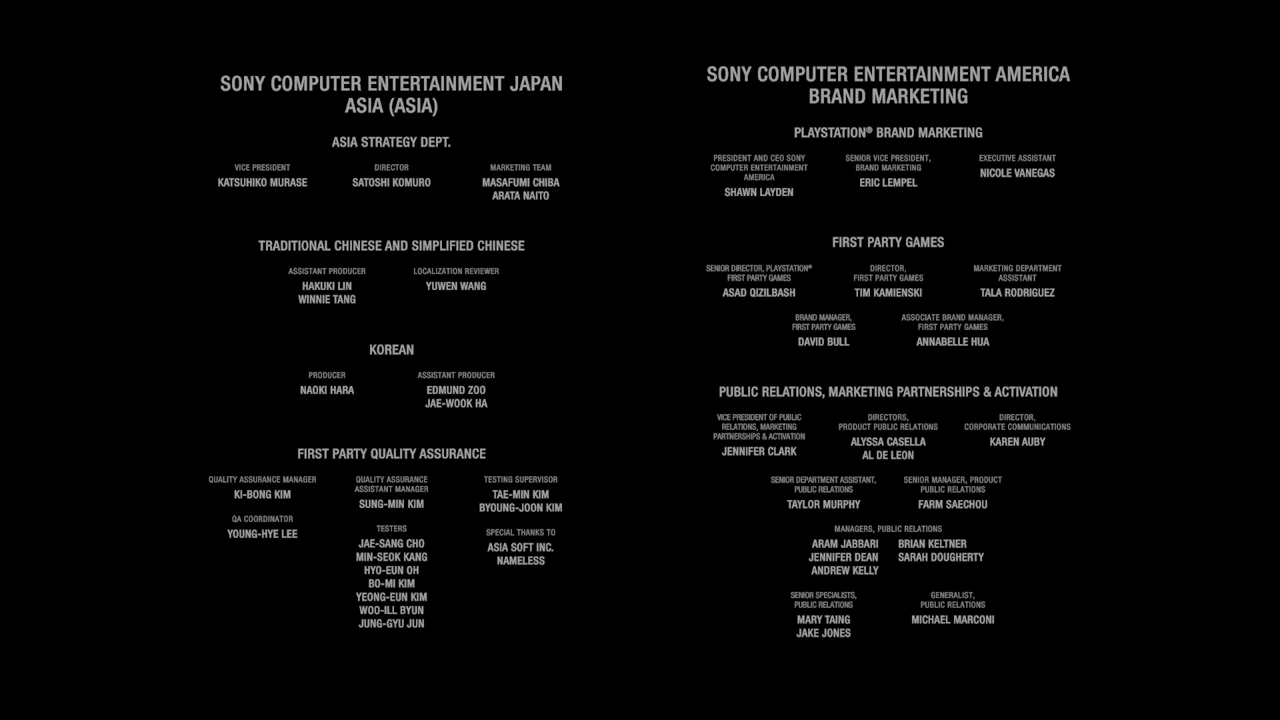 SONY COMPUTER ENTERTAINMENT JAPAN
ASIA (ASIA)
ASIA STRATEGY DEPT.
VICE PRESIDENT
KATSUHIKO MURASE
DIRECTOR
SATOSHI KOMURO
MARKETING TEAM
MASAFUMI CHIBA
ARATA NAITO
TRADITIONAL CHINESE AND SIMPLIFIED CHINESE
ASSISTANT PRODUCER
HAKUKI LIN
WINNIE TANG
LOCALIZATION REVIEWER
YUWEN WANG
KOREAN
PRODUCER
NAOKI HARA
ASSISTANT PRODUCER
EDMUND ZOO
JAE-WOOK HA
FIRST PARTY QUALITY ASSURANCE
QUALITY ASSURANCE MANAGER
KI-BONG KIM
QA COORDINATOR
YOUNG-HYE LEE
QUALITY ASSURANCE
ASSISTANT MANAGER
SUNG-MIN KIM
TESTERS
JAE-SANG CHO
MIN-SEOK KANG
HYO-EUN OH
BO-MI KIM
YEONG-EUN KIM
WOO-ILL BYUN
JUNG-GYU JUN
TESTING SUPERVISOR
TAE-MIN KIM
BYOUNG-JOON KIM
SPECIAL THANKS TO
ASIA SOFT INC.
NAMELESS
SONY COMPUTER ENTERTAINMENT AMERICA
BRAND MARKETING
PLAYSTATION® BRAND MARKETING
PRESIDENT AND CEO SONY
COMPUTER ENTERTAINMENT
AMERICA
SHAWN LAYDEN
SENIOR VICE PRESIDENT,
BRAND MARKETING
ERIC LEMPEL
EXECUTIVE ASSISTANT
NICOLE VANEGAS
FIRST PARTY GAMES
SENIOR DIRECTOR, PLAYSTATION®
FIRST PARTY GAMES
ASAD QIZILBASH
DIRECTOR,
FIRST PARTY GAMES
TIM KAMIENSKI
MARKETING DEPARTMENT
ASSISTANT
TALA RODRIGUEZ
BRAND MANAGER,
FIRST PARTY GAMES
DAVID BULL
ASSOCIATE BRAND MANAGER,
FIRST PARTY GAMES
ANNABELLE HUA
PUBLIC RELATIONS, MARKETING PARTNERSHIPS & ACTIVATION
VICE PRESIDENT OF PUBLIC
RELATIONS, MARKETING
PARTNERSHIPS & ACTIVATION
JENNIFER CLARK
DIRECTORS,
PRODUCT PUBLIC RELATIONS
ALYSSA CASELLA
AL DE LEON
DIRECTOR,
CORPORATE COMMUNICATIONS
KAREN AUBY
SENIOR DEPARTMENT ASSISTANT,
PUBLIC RELATIONS
TAYLOR MURPHY
SENIOR MANAGER, PRODUCT
PUBLIC RELATIONS
FARM SAECHOU
MANAGERS, PUBLIC RELATIONS
ARAM JABBARI
JENNIFER DEAN
ANDREW KELLY
BRIAN KELTNER
SARAH DOUGHERTY
SENIOR SPECIALISTS,
PUBLIC RELATIONS
MARY TAING
JAKE JONES
GENERALIST,
PUBLIC RELATIONS
MICHAEL MARCONI